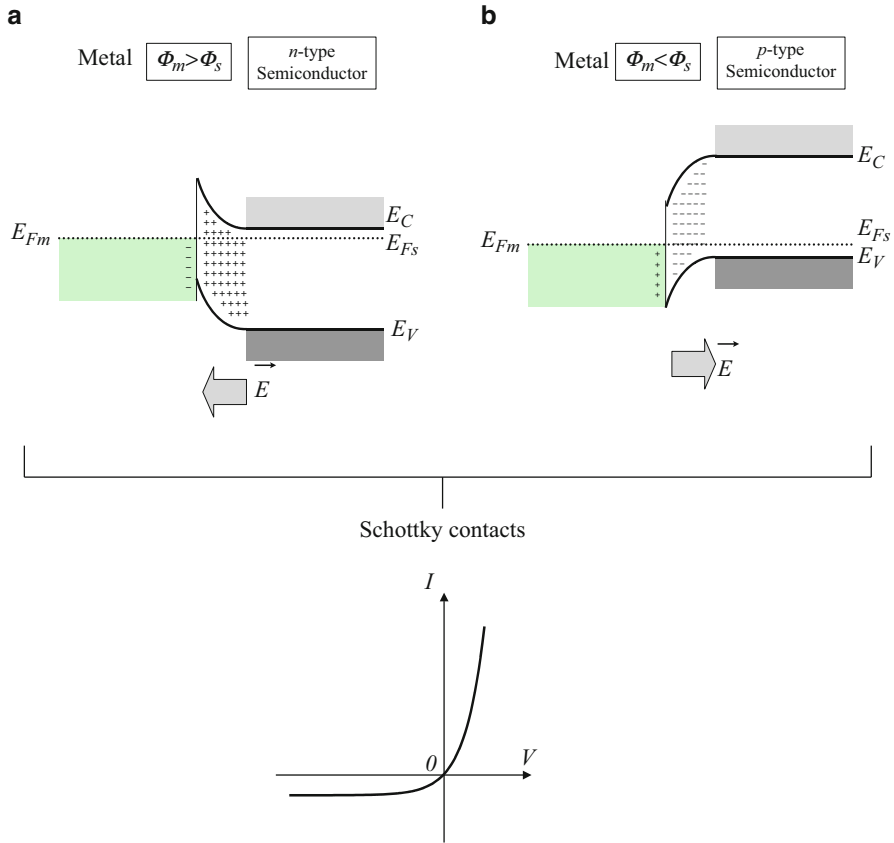 a
Metal Φm>Φs n-type Semiconductor
b
Metal Φm<Φs p-type Semiconductor
EC
EFm
EFs
EV
E
EC
EFm
EFs
EV
E
Schottky contacts
I
0
V